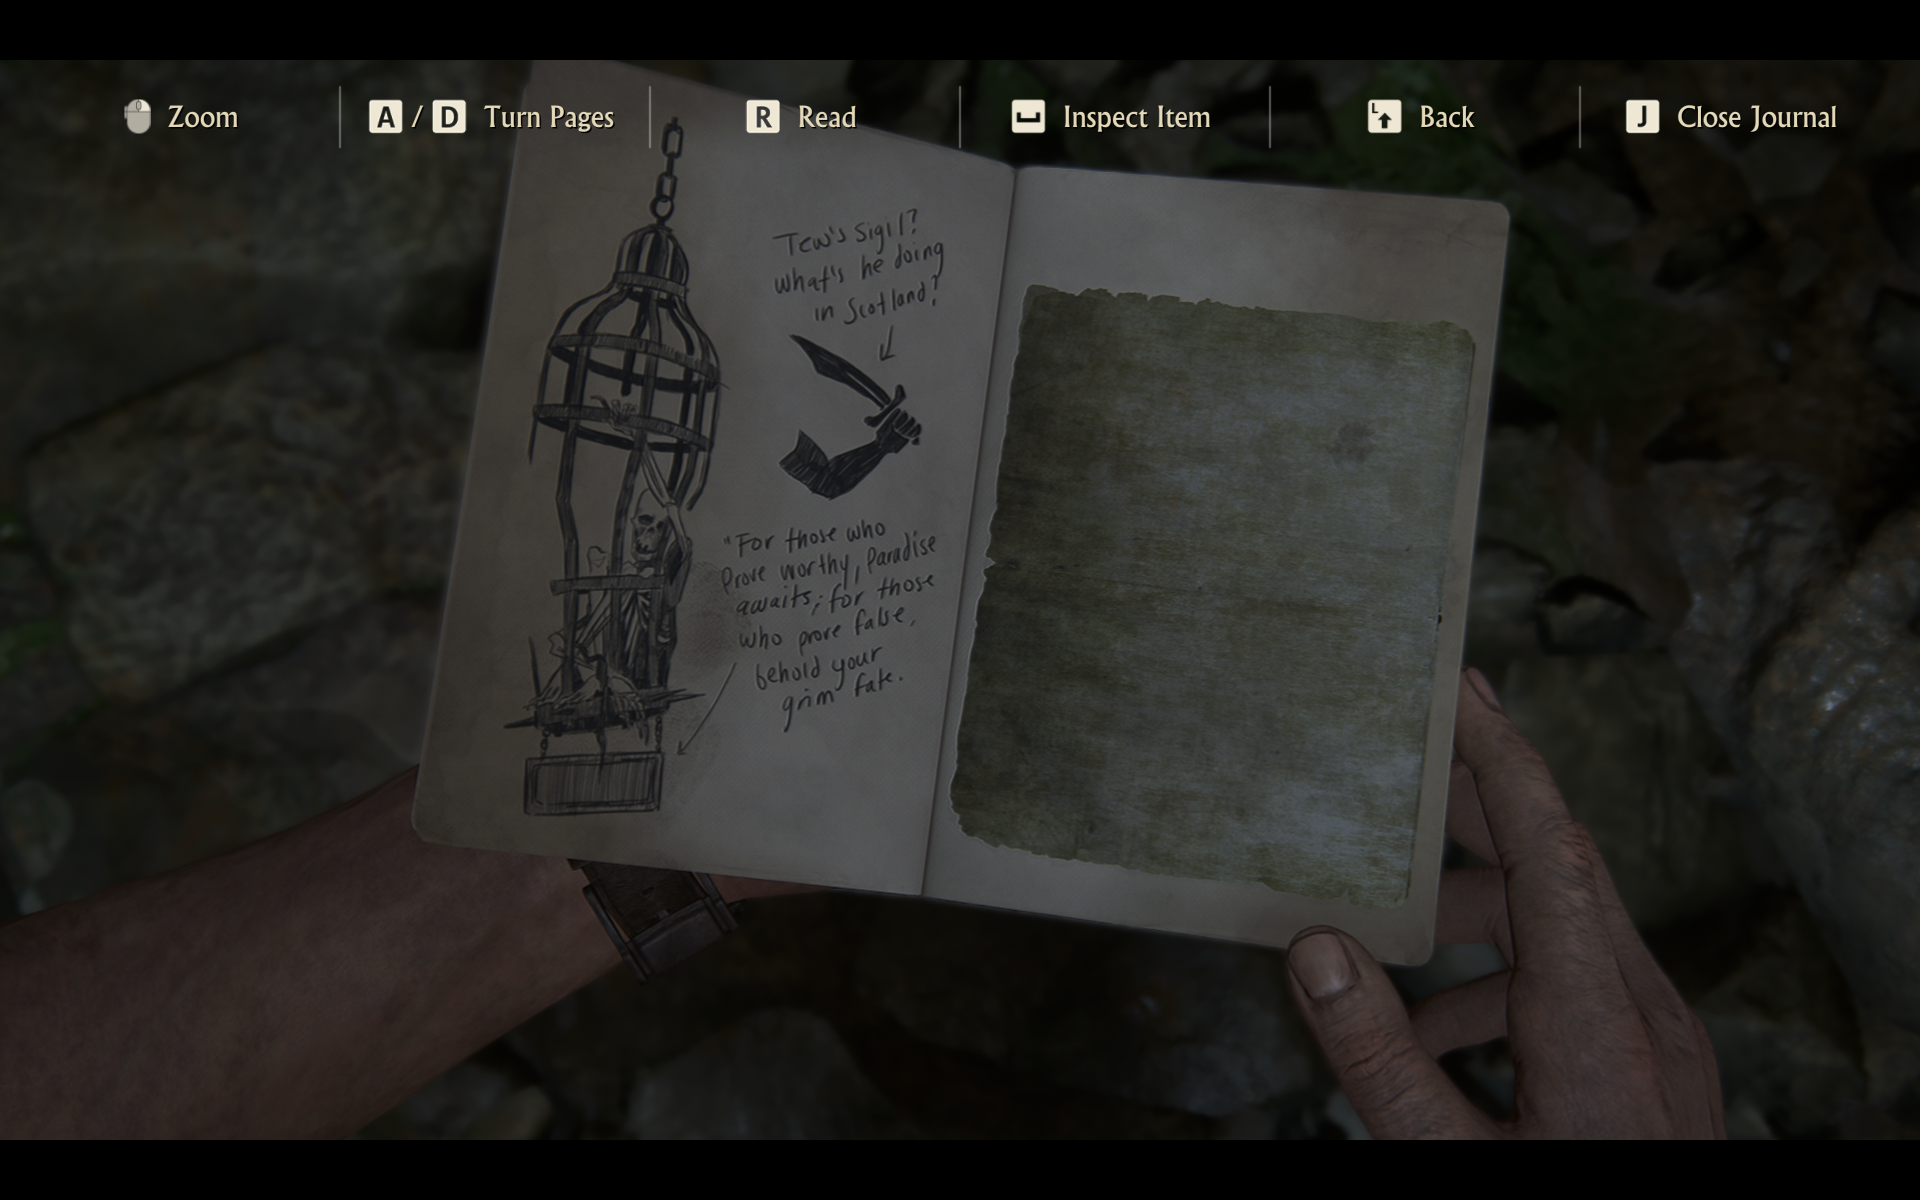 Zoom
A / D Turn Pages
R Read
Inspect Item
L Back
J Close Journal
Tew's Sigil?
what's he doing
in Scotland?
"For those who
Prove worthy, Paradise
awaits; for those
who prove false,
behold your
grim fate.